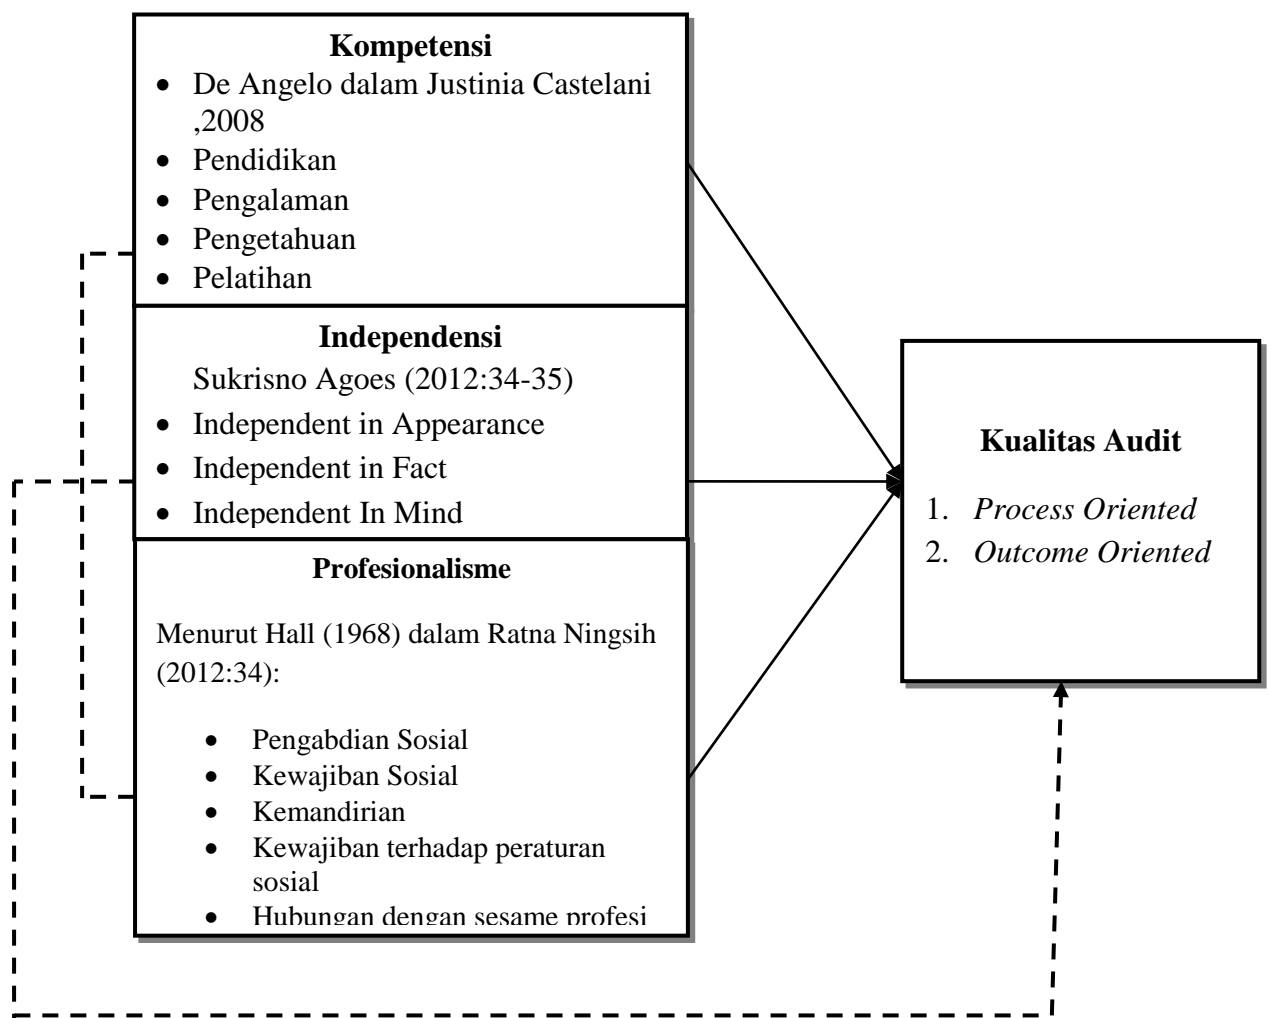 Kompetensi
• De Angelo dalam Justinia Castelani
,2008
• Pendidikan
• Pengalaman
• Pengetahuan
• Pelatihan
Independensi
Sukrisno Agoes (2012:34-35)
• Independent in Appearance
• Independent in Fact
• Independent In Mind
Profesionalisme
Menurut Hall (1968) dalam Ratna Ningsih
(2012:34):
• Pengabdian Sosial
• Kewajiban Sosial
• Kemandirian
• Kewajiban terhadap peraturan
sosial
• Hubungan dengan sesame profesi
Kualitas Audit
1. Process Oriented
2. Outcome Oriented